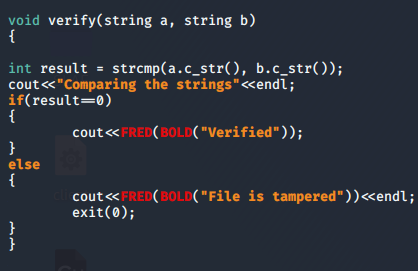 void verify(string a, string b)
{
int result = strcmp(a.c_str(), b.c_str());
cout<<"Comparing the strings"<<endl;
if(result==0)
{
cout<<FRED(BOLD("Verified"));
}
else
{
cout<<FRED(BOLD("File is tampered"))<<endl;
exit(0);
}
}